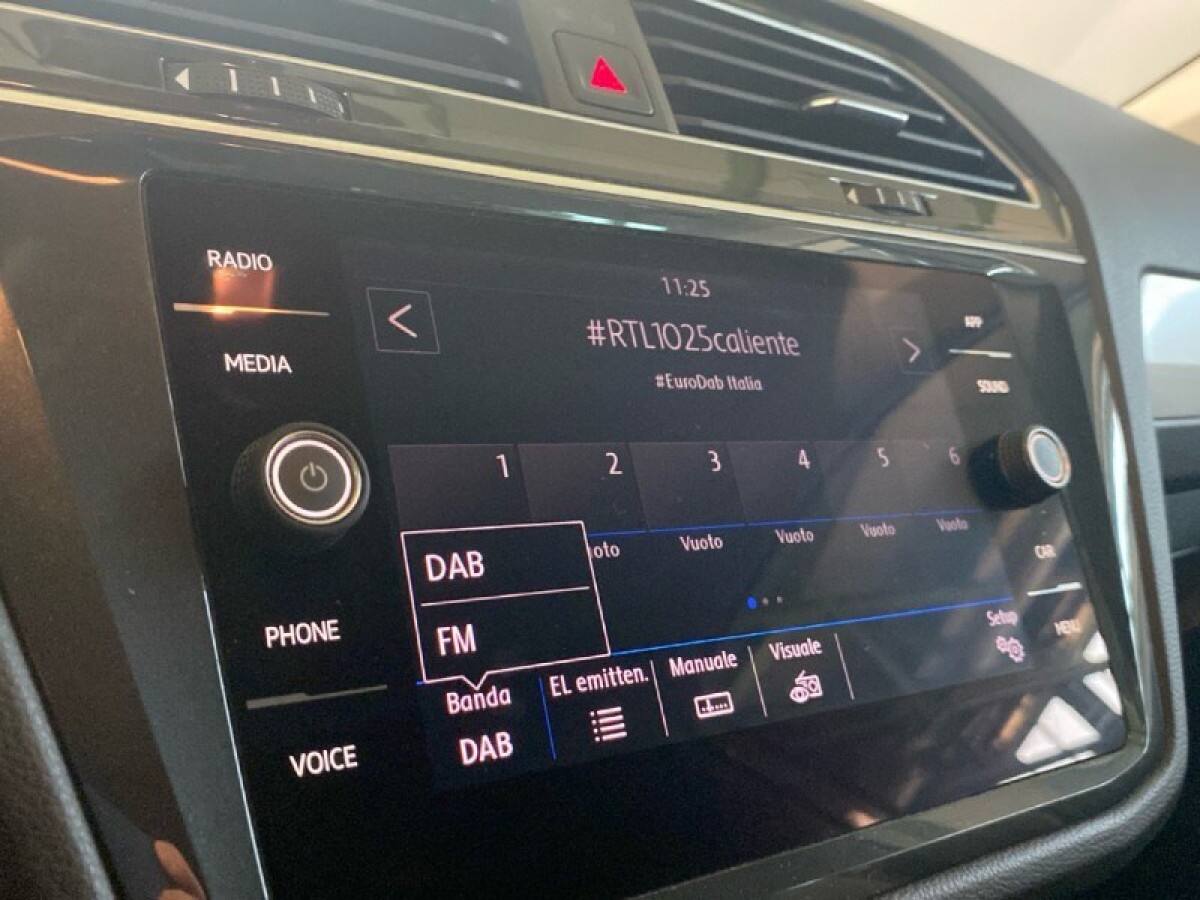 RADIO
MEDIA
PHONE
VOICE
11:25
#RTL1025caliente
#EuroDab Italia
APP
SOUND
1 2 3 4 5 6
oto Vuoto Vuoto Vuoto Vuoto
DAB
FM
CAR
MENU
Setup
Banda EL emitten. Manuale Visuale
DAB